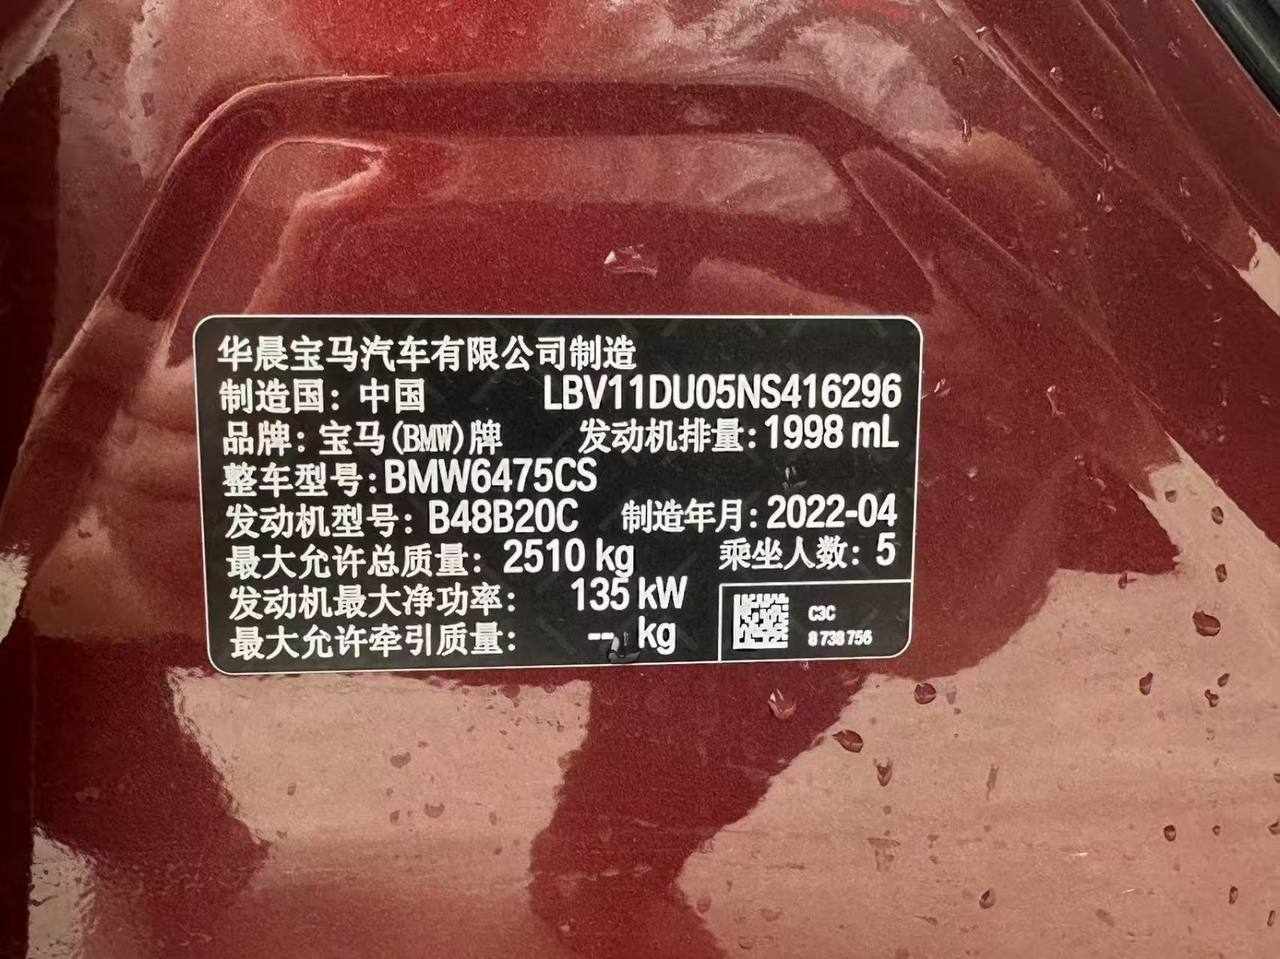 华晨宝马汽车有限公司制造
制造国：中国 LBV11DU05NS416296
品牌：宝马(BMW)牌 发动机排量：1998 mL
整车型号：BMW6475CS
发动机型号：B48B20C 制造年月：2022-04
最大允许总质量：2510 kg 乘坐人数：5
发动机最大净功率：135 kW
最大允许牵引质量：-- kg
C3C
8 738 756